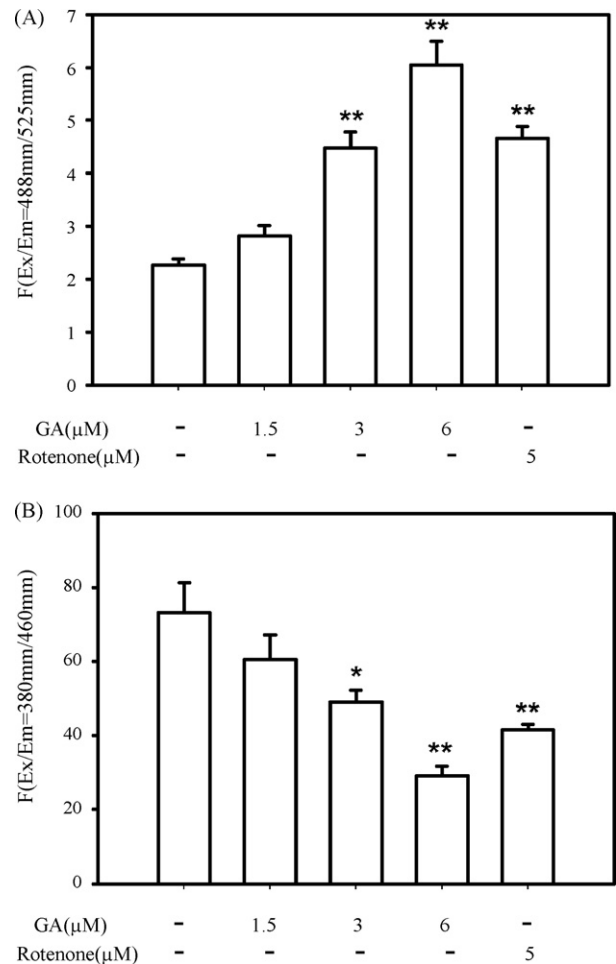 (A)
7
6
5
4
3
2
1
0
F(Ex/Em=488mm/525mm)
**
**
**
GA(μM) - 1.5 3 6 -
Rotenone(μM) - - - - 5
(B)
100
80
60
40
20
0
F(Ex/Em=380mm/460mm)
*
**
**
GA(μM) - 1.5 3 6 -
Rotenone(μM) - - - - 5